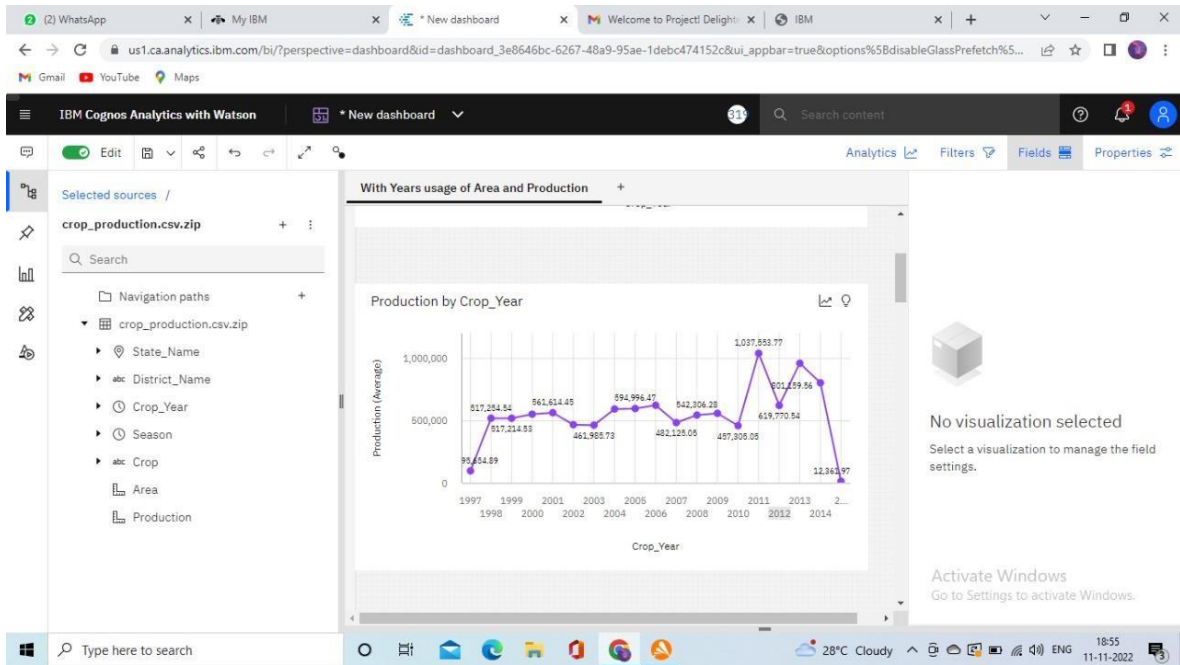 (2) WhatsApp
My IBM
* New dashboard
Welcome to Project! Delight
IBM
us1.ca.analytics.ibm.com/bi/?perspective=dashboard&id=dashboard_3e8646bc-6267-48a9-95ae-1debc474152c&ui_appbar=true&options%5BdisableGlassPrefetch%5...
Gmail YouTube Maps
IBM Cognos Analytics with Watson
* New dashboard
319
Search content
1
Edit
Analytics Filters Fields Properties
Selected sources /
With Years usage of Area and Production +
crop_production.csv.zip
Search
Navigation paths
crop_production.csv.zip
State_Name
abc District_Name
Crop_Year
Season
abc Crop
Area
Production
Production by Crop_Year
Production (Average)
1,000,000
500,000
0
517,254.54
517,214.53
561,614.45
461,985.73
594,996.47
482,125.05
542,306.28
457,305.05
1,037,553.77
619,770.54
801,159.56
12,361.97
1997 1999 2001 2003 2005 2007 2009 2011 2013 2...
1998 2000 2002 2004 2006 2008 2010 2012 2014
Crop_Year
No visualization selected
Select a visualization to manage the field
settings.
Activate Windows
Go to Settings to activate Windows.
Type here to search
28°C Cloudy
ENG
18:55
11-11-2022
3